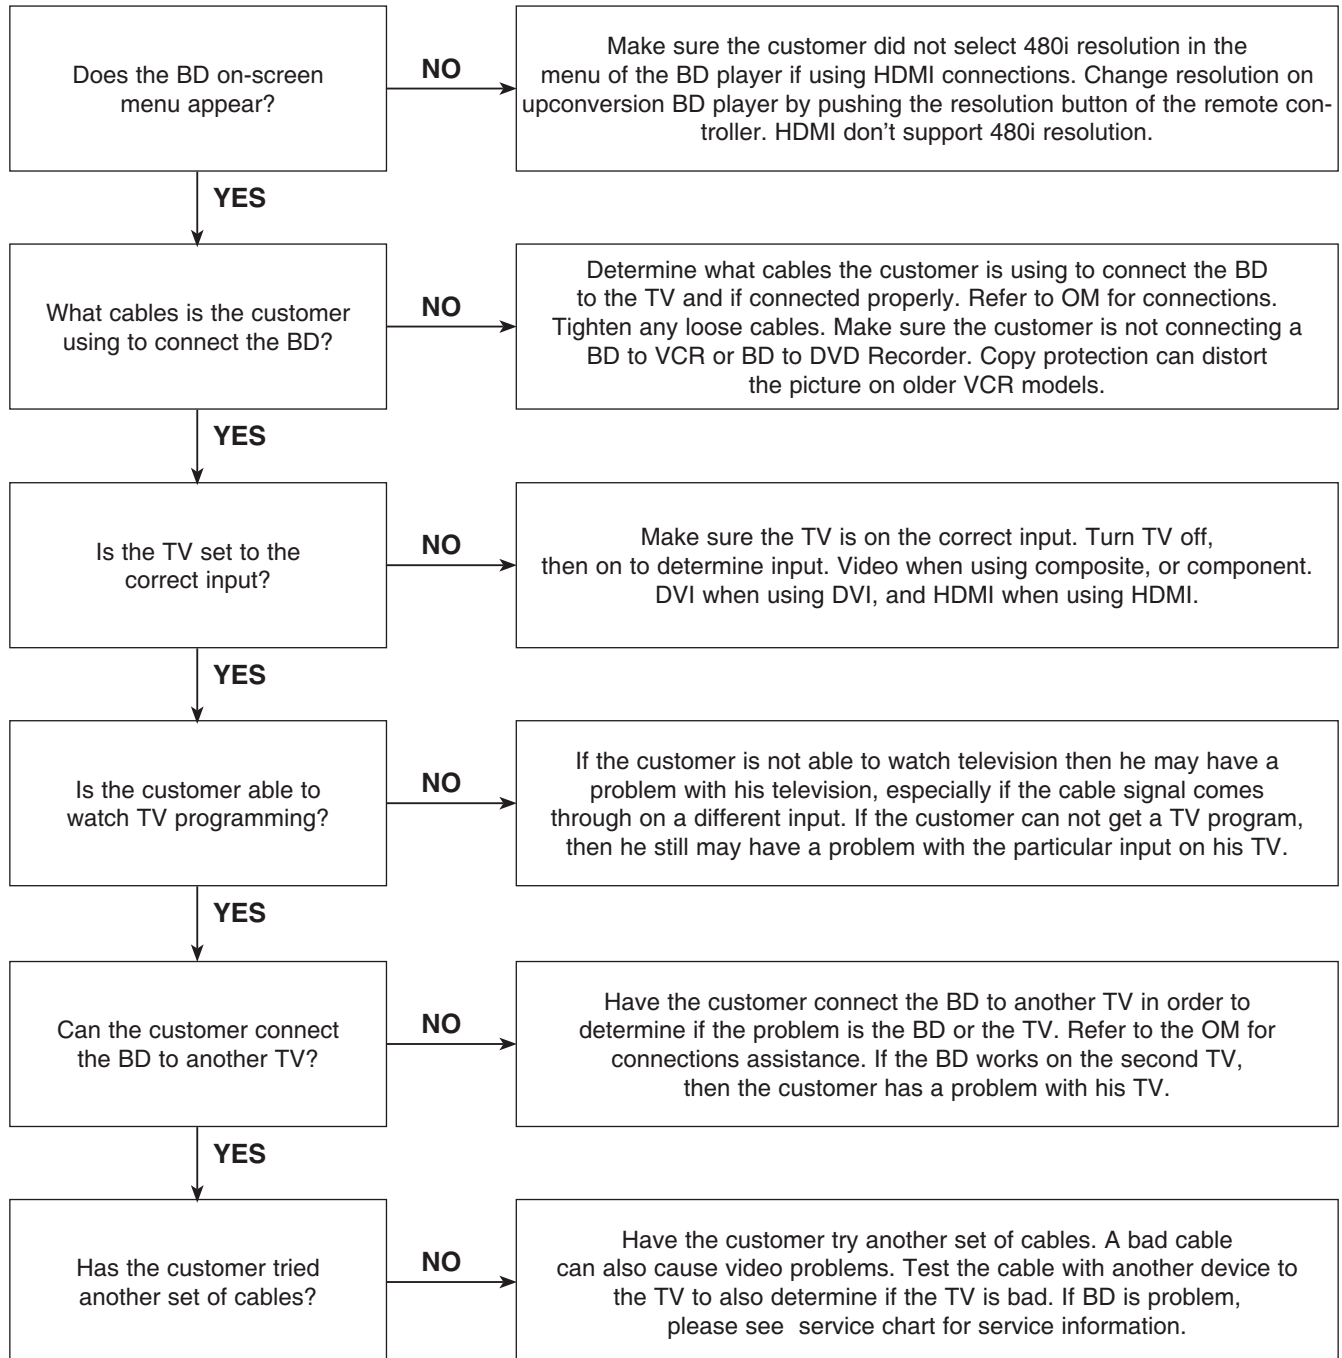 Does the BD on-screen
menu appear?
NO
Make sure the customer did not select 480i resolution in the
menu of the BD player if using HDMI connections. Change resolution on
upconversion BD player by pushing the resolution button of the remote con-
troller. HDMI don't support 480i resolution.
YES
What cables is the customer
using to connect the BD?
NO
Determine what cables the customer is using to connect the BD
to the TV and if connected properly. Refer to OM for connections.
Tighten any loose cables. Make sure the customer is not connecting a
BD to VCR or BD to DVD Recorder. Copy protection can distort
the picture on older VCR models.
YES
Is the TV set to the
correct input?
NO
Make sure the TV is on the correct input. Turn TV off,
then on to determine input. Video when using composite, or component.
DVI when using DVI, and HDMI when using HDMI.
YES
Is the customer able to
watch TV programming?
NO
If the customer is not able to watch television then he may have a
problem with his television, especially if the cable signal comes
through on a different input. If the customer can not get a TV program,
then he still may have a problem with the particular input on his TV.
YES
Can the customer connect
the BD to another TV?
NO
Have the customer connect the BD to another TV in order to
determine if the problem is the BD or the TV. Refer to the OM for
connections assistance. If the BD works on the second TV,
then the customer has a problem with his TV.
YES
Has the customer tried
another set of cables?
NO
Have the customer try another set of cables. A bad cable
can also cause video problems. Test the cable with another device to
the TV to also determine if the TV is bad. If BD is problem,
please see  service chart for service information.